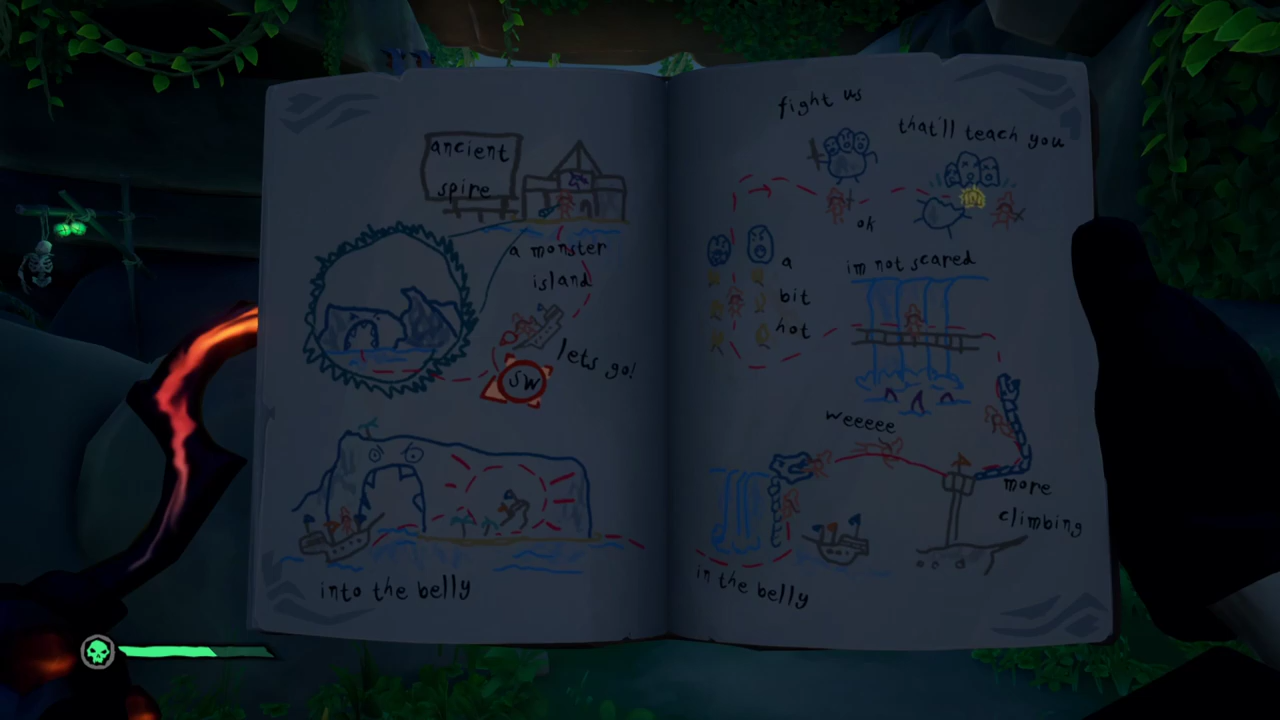 ancient
spire
a monster
island
lets go!
SW
into the belly
fight us
that'll teach you
ok
a
bit
hot
im not scared
weeeee
more
climbing
in the belly